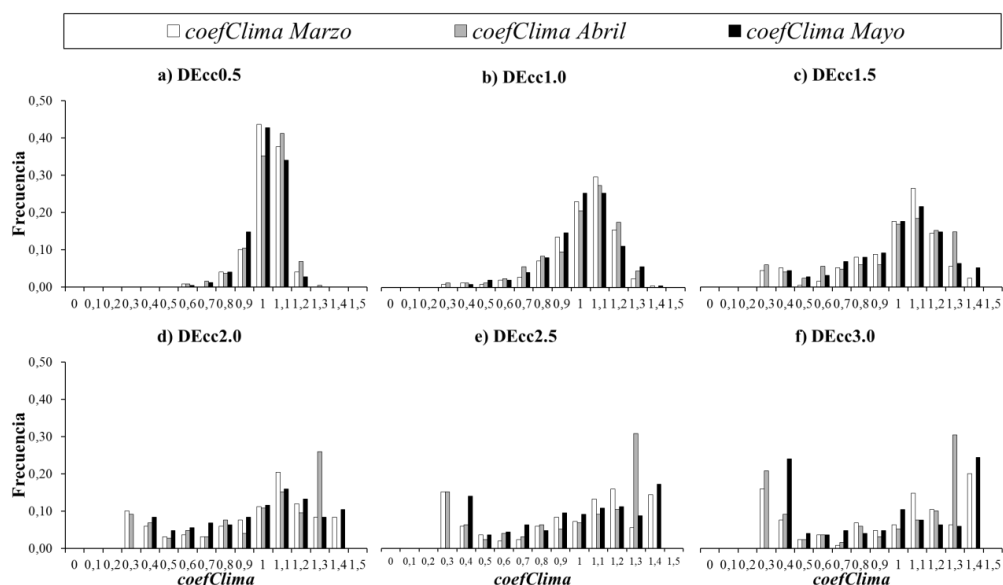 coefClima Marzo coefClima Abril coefClima Mayo
a) DEcc0.5 b) DEcc1.0 c) DEcc1.5
0,50
0,40
0,30
0,20
0,10
0,00
Frecuencia
0 0,1 0,2 0,3 0,4 0,5 0,6 0,7 0,8 0,9 1 1,1 1,2 1,3 1,4 1,5
0 0,1 0,2 0,3 0,4 0,5 0,6 0,7 0,8 0,9 1 1,1 1,2 1,3 1,4 1,5
0 0,1 0,2 0,3 0,4 0,5 0,6 0,7 0,8 0,9 1 1,1 1,2 1,3 1,4 1,5
d) DEcc2.0 e) DEcc2.5 f) DEcc3.0
0,50
0,40
0,30
0,20
0,10
0,00
Frecuencia
0 0,1 0,2 0,3 0,4 0,5 0,6 0,7 0,8 0,9 1 1,1 1,2 1,3 1,4 1,5
0 0,1 0,2 0,3 0,4 0,5 0,6 0,7 0,8 0,9 1 1,1 1,2 1,3 1,4 1,5
0 0,1 0,2 0,3 0,4 0,5 0,6 0,7 0,8 0,9 1 1,1 1,2 1,3 1,4 1,5
coefClima coefClima coefClima